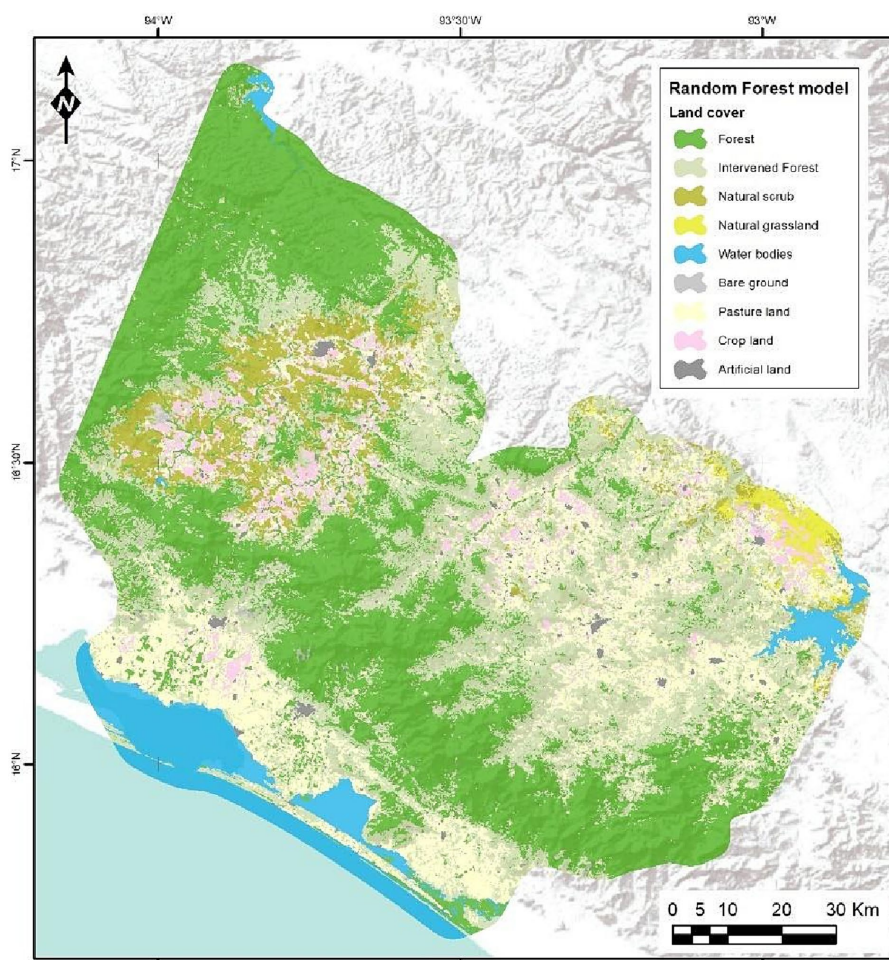 94°W 93°30'W 93°W
N
17°N
16°30'N
16°N
Random Forest model
Land cover
Forest
Intervened Forest
Natural scrub
Natural grassland
Water bodies
Bare ground
Pasture land
Crop land
Artificial land
0 5 10 20 30 Km